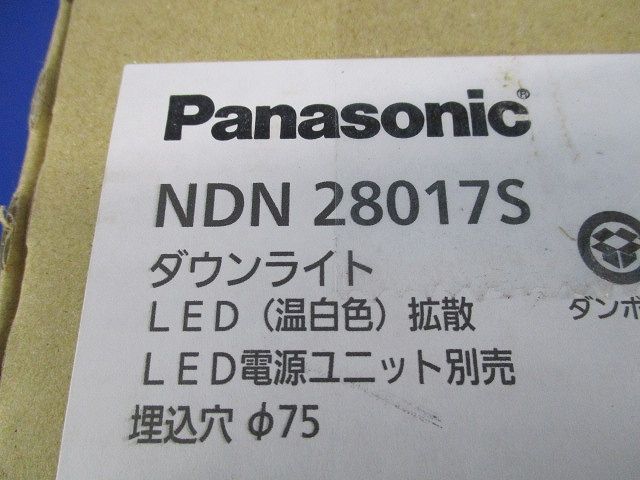 Panasonic®
NDN 28017S
ダウンライト
LED（温白色）拡散
LED電源ユニット別売
埋込穴 φ75
ダンボ